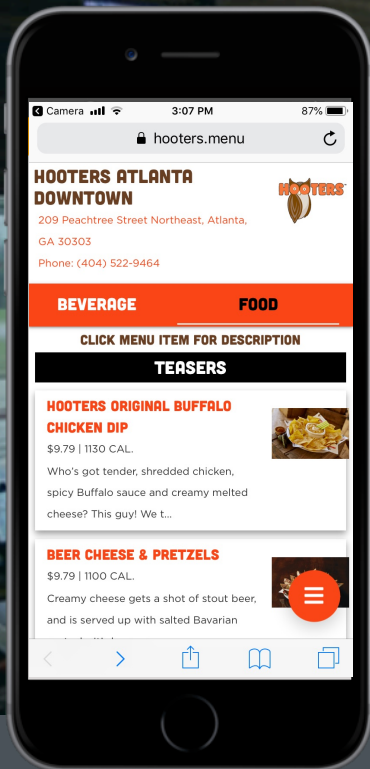 Camera 3:07 PM 87%
hooters.menu
HOOTERS ATLANTA
DOWNTOWN
HOOTERS
209 Peachtree Street Northeast, Atlanta,
GA 30303
Phone: (404) 522-9464
BEVERAGE FOOD
CLICK MENU ITEM FOR DESCRIPTION
TEASERS
HOOTERS ORIGINAL BUFFALO
CHICKEN DIP
$9.79 | 1130 CAL.
Who's got tender, shredded chicken,
spicy Buffalo sauce and creamy melted
cheese? This guy! We t...
BEER CHEESE & PRETZELS
$9.79 | 1100 CAL.
Creamy cheese gets a shot of stout beer,
and is served up with salted Bavarian